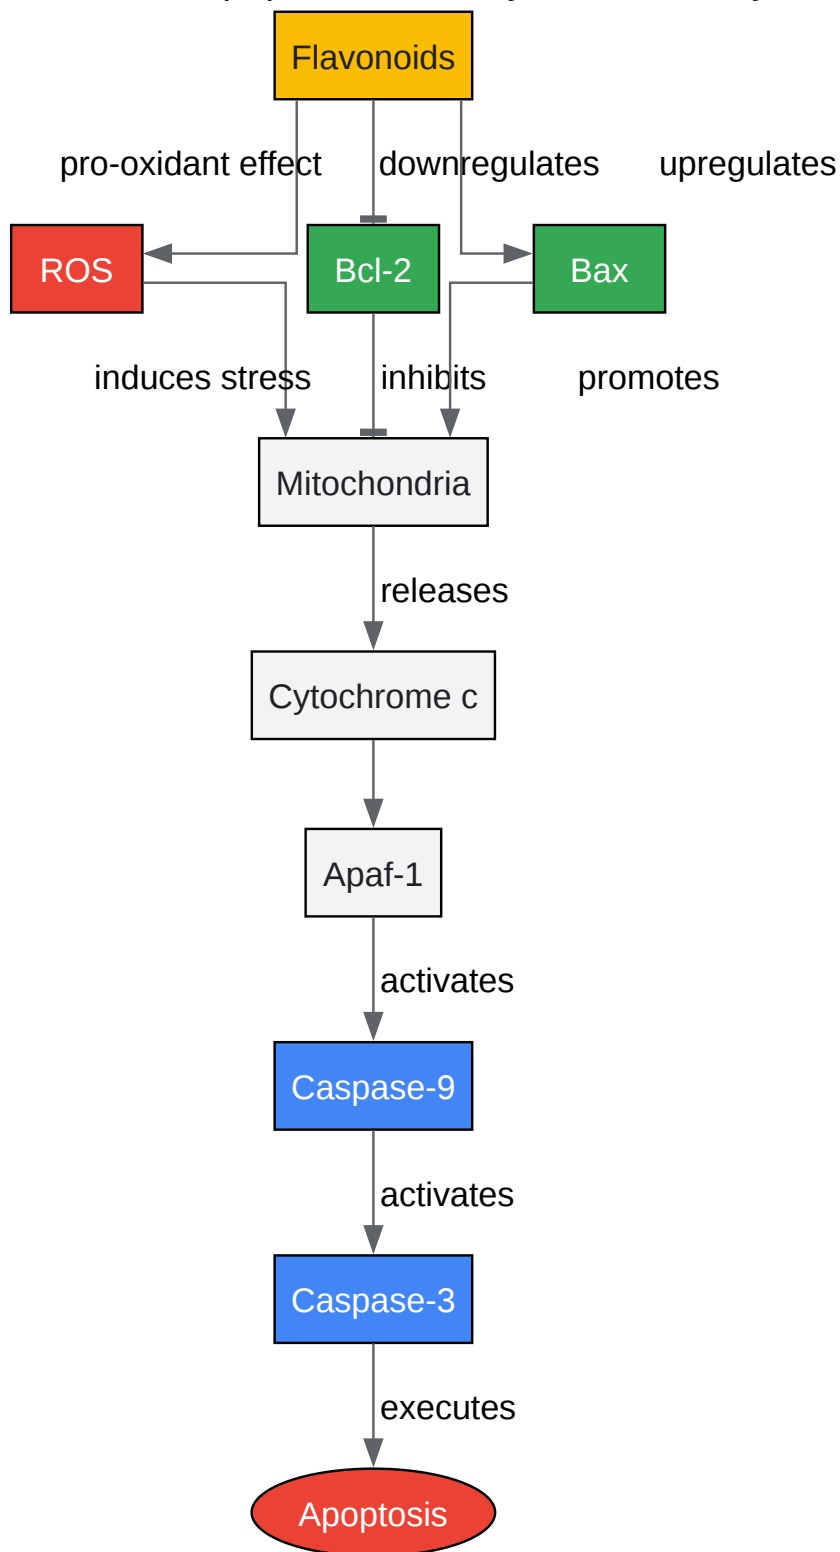 Flavonoids
pro-oxidant effect
downregulates
upregulates
ROS
Bcl-2
Bax
induces stress
inhibits
promotes
Mitochondria
releases
Cytochrome c
Apaf-1
activates
Caspase-9
activates
Caspase-3
executes
Apoptosis